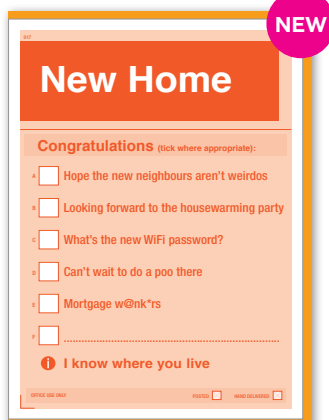 NEW
017
New Home
Congratulations (tick where appropriate):
A Hope the new neighbours aren't weirdos
B Looking forward to the housewarming party
C What's the new WiFi password?
D Can't wait to do a poo there
E Mortgage w@nk*rs
F ................................................................
i I know where you live
OFFICE USE ONLY POSTED HAND DELIVERED